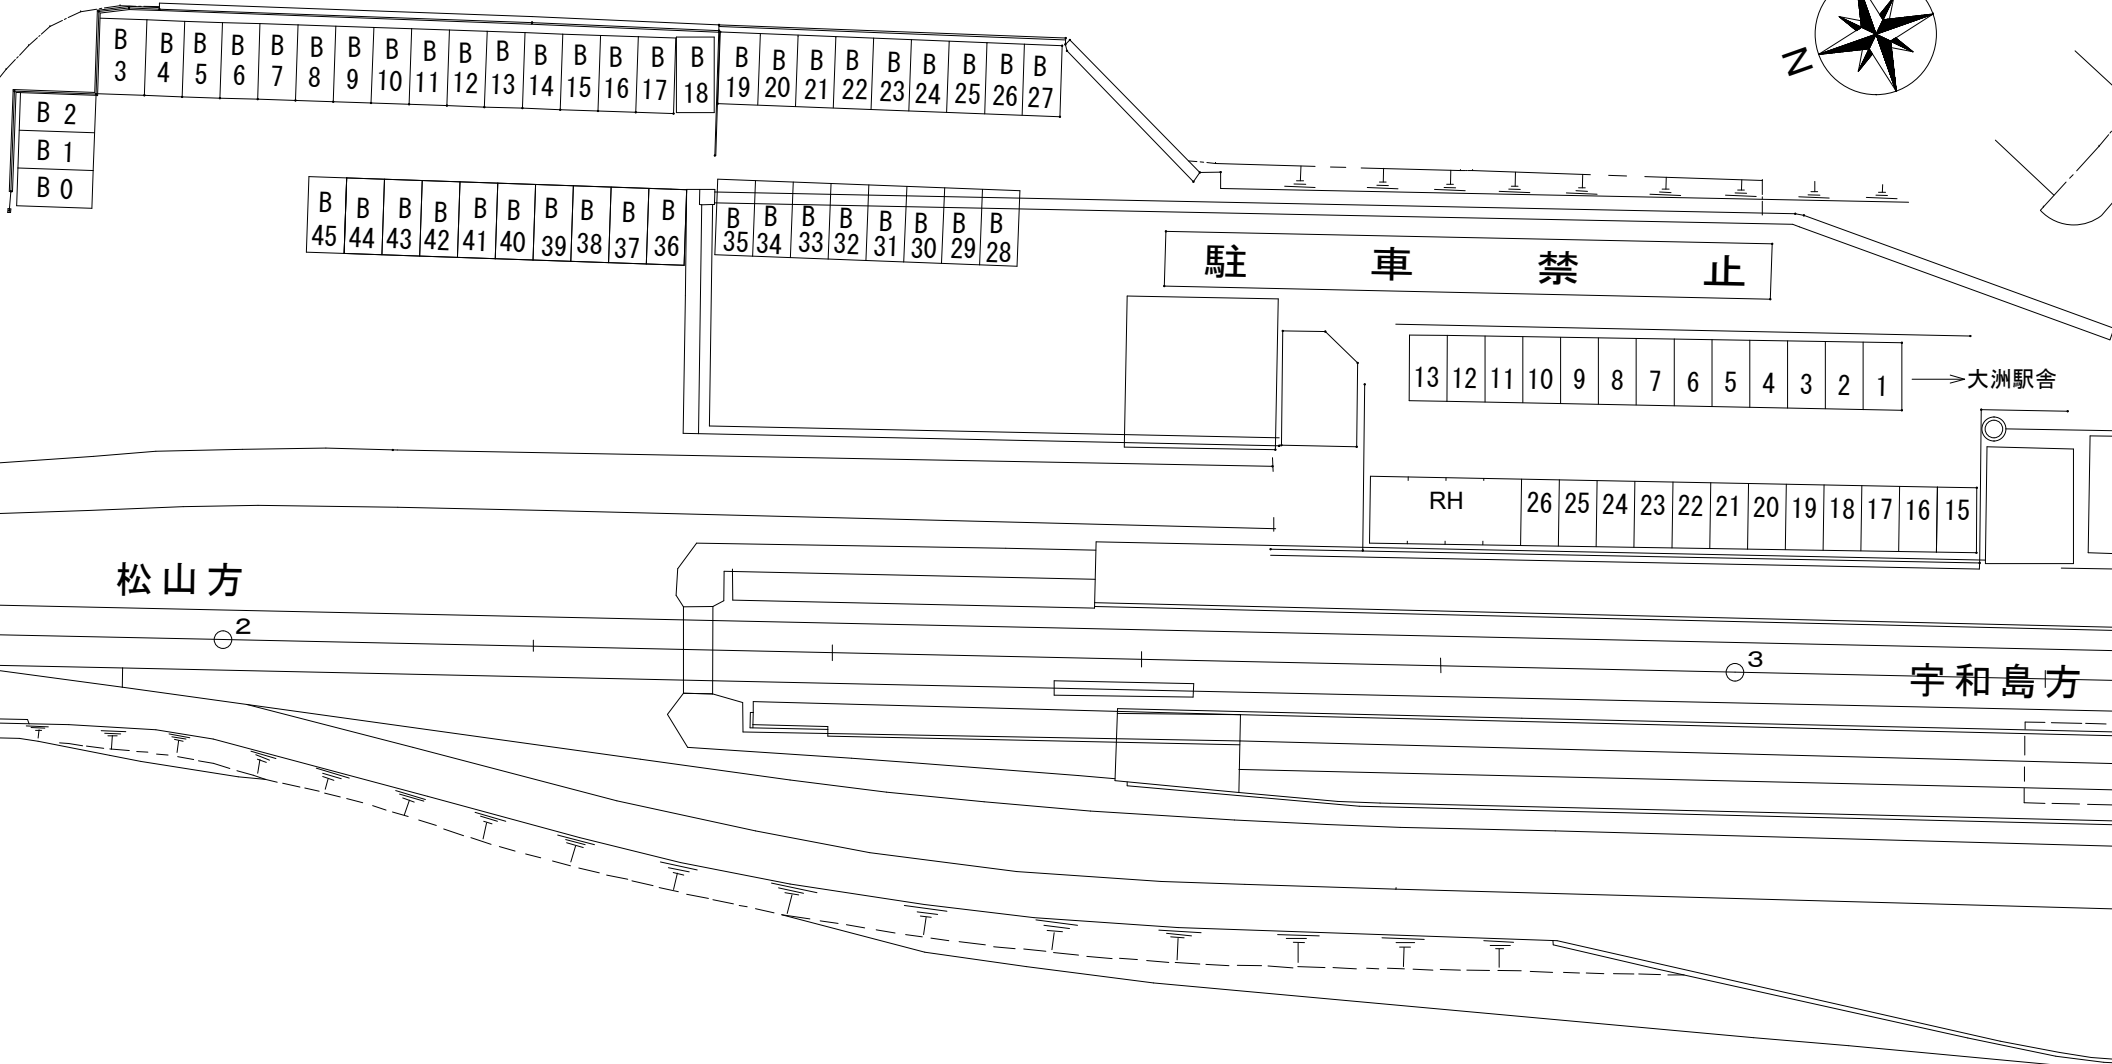 N
B 3
B 4
B 5
B 6
B 7
B 8
B 9
B 10
B 11
B 12
B 13
B 14
B 15
B 16
B 17
B 18
B 19
B 20
B 21
B 22
B 23
B 24
B 25
B 26
B 27
B 2
B 1
B 0
B 45
B 44
B 43
B 42
B 41
B 40
B 39
B 38
B 37
B 36
B 35
B 34
B 33
B 32
B 31
B 30
B 29
B 28
駐車禁止
13 12 11 10 9 8 7 6 5 4 3 2 1
大洲駅舎
RH 26 25 24 23 22 21 20 19 18 17 16 15
松山方
2
3
宇和島方